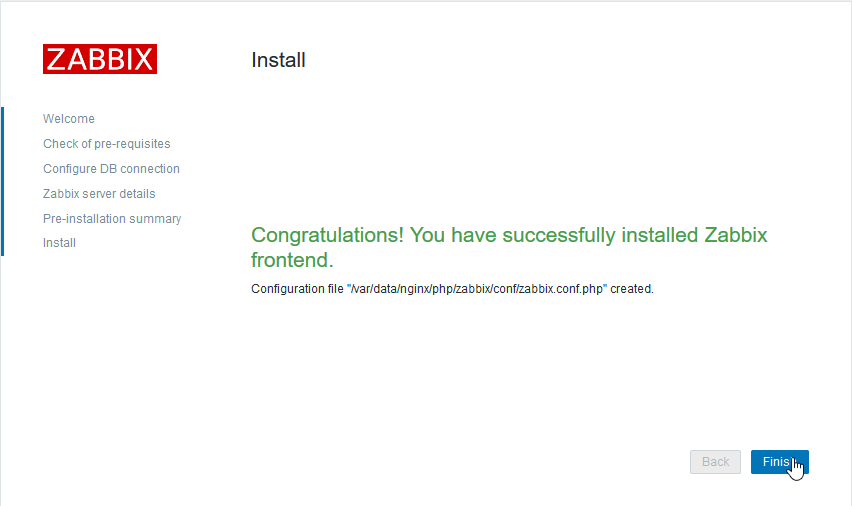 ZABBIX
Install
Welcome
Check of pre-requisites
Configure DB connection
Zabbix server details
Pre-installation summary
Install
Congratulations! You have successfully installed Zabbix
frontend.
Configuration file "/var/data/nginx/php/zabbix/conf/zabbix.conf.php" created.
Back
Finish